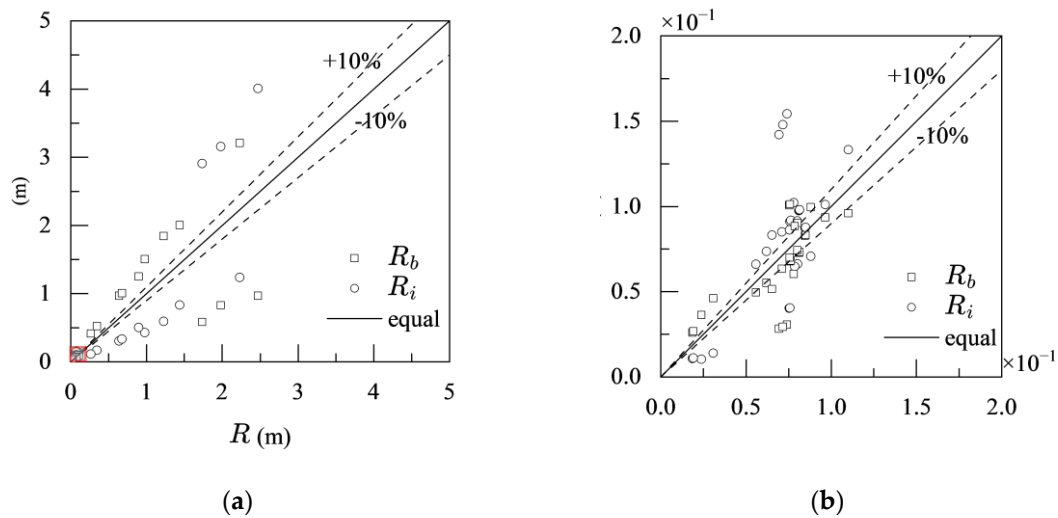 (a)
(m)
5
4
3
2
1
0
+10%
-10%
R_b
R_i
equal
0 1 2 3 4 5
R (m)
(b)
×10⁻¹
2.0
1.5
1.0
0.5
0.0
+10%
-10%
R_b
R_i
equal
×10⁻¹
0.0 0.5 1.0 1.5 2.0
(a) (b)